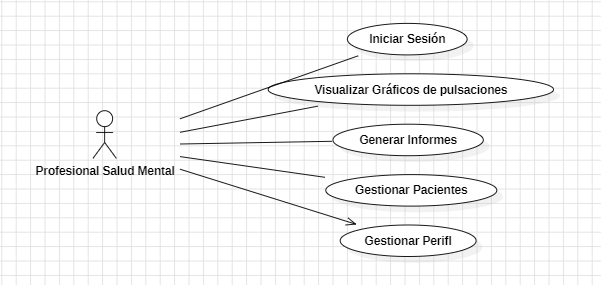 Iniciar Sesión
Visualizar Gráficos de pulsaciones
Generar Informes
Profesional Salud Mental
Gestionar Pacientes
Gestionar Perifl